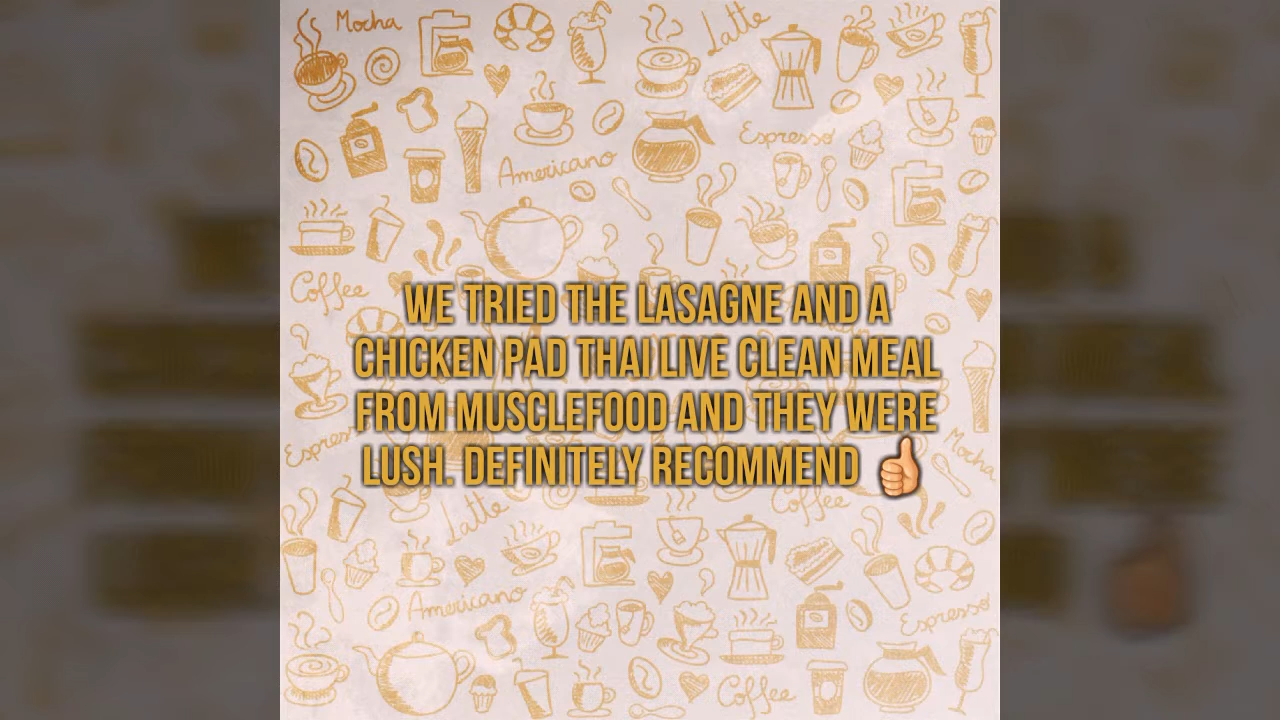 Mocha
Latte
Espresso
Americano
Coffee
WE TRIED THE LASAGNE AND A
CHICKEN PAD THAI LIVE CLEAN MEAL
FROM MUSCLEFOOD AND THEY WERE
LUSH. DEFINITELY RECOMMEND 👍
Mocha
Latte
Coffee
Americano
Espresso
Coffee